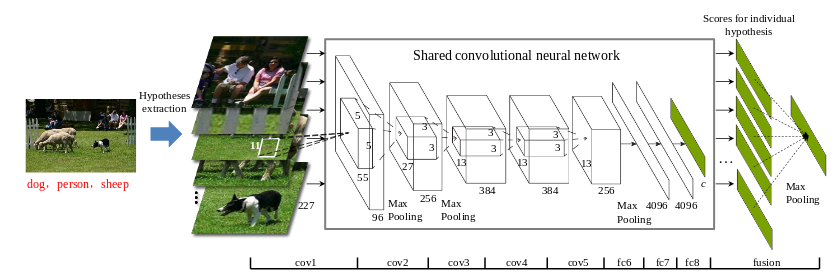 Scores for individual
hypothesis
Shared convolutional neural network
Hypotheses
extraction
dog, person, sheep
11
227
5
5
55
96
3
3
27
256
Max
Pooling
3
3
13
384
Max
Pooling
3
3
13
384
13
256
Max
Pooling
4096
4096
c
...
Max
Pooling
cov1
cov2
cov3
cov4
cov5
fc6
fc7
fc8
fusion